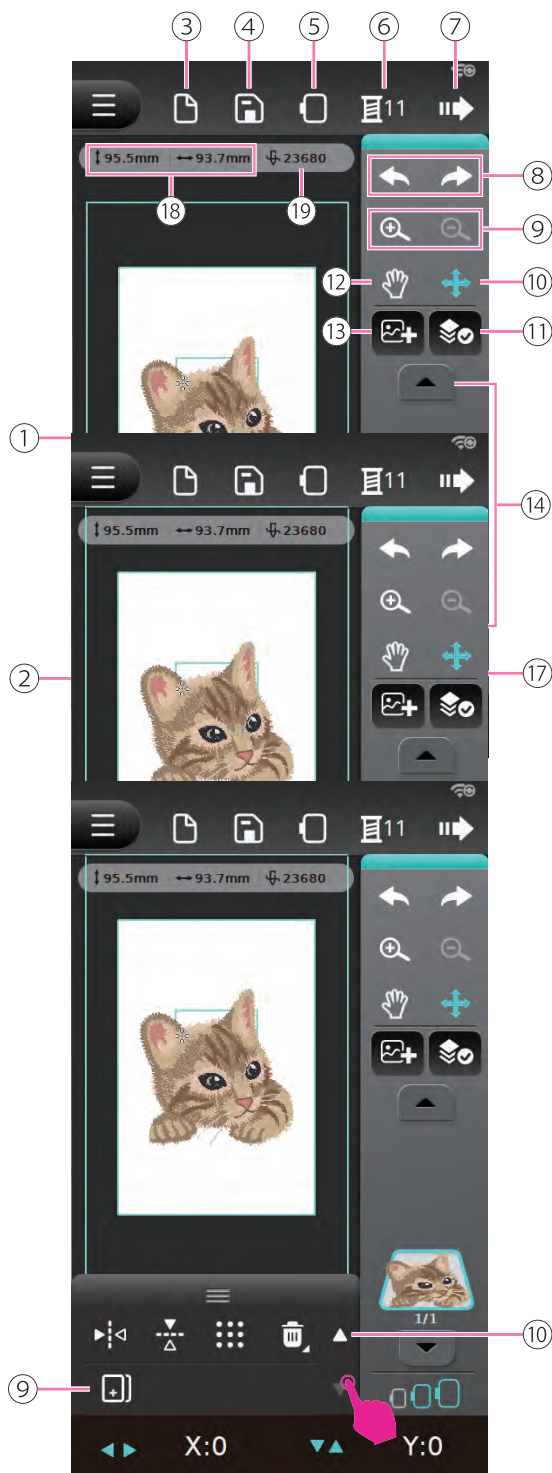 ③ ④ ⑤ ⑥ ⑦
11
95.5mm 93.7mm 23680
⑧
⑱ ⑲
⑨
⑫ ⑩
⑬ ⑪
①
11
⑭
95.5mm 93.7mm 23680
② ⑰
11
95.5mm 93.7mm 23680
1/1
⑩
⑨
X:0 Y:0